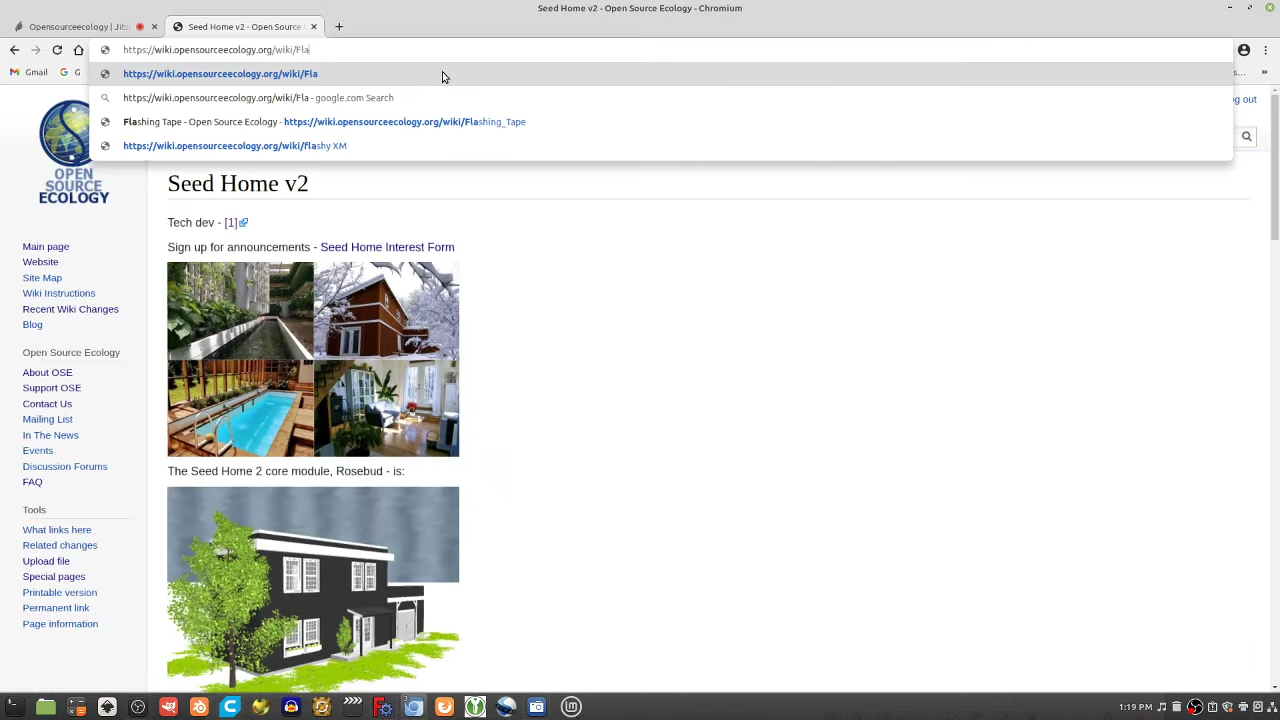 Seed Home v2 - Open Source Ecology - Chromium
Opensourceecology | Jits
Seed Home v2 - Open Source
https://wiki.opensourceecology.org/wiki/Fla
Gmail
G
https://wiki.opensourceecology.org/wiki/Fla
https://wiki.opensourceecology.org/wiki/Fla - google.com Search
Flashing Tape - Open Source Ecology - https://wiki.opensourceecology.org/wiki/Flashing_Tape
https://wiki.opensourceecology.org/wiki/flashy XM
og out
OPEN
SOURCE
ECOLOGY
Seed Home v2
Tech dev - [1]
Sign up for announcements - Seed Home Interest Form
Main page
Website
Site Map
Wiki Instructions
Recent Wiki Changes
Blog
Open Source Ecology
About OSE
Support OSE
Contact Us
Mailing List
In The News
Events
Discussion Forums
FAQ
Tools
What links here
Related changes
Upload file
Special pages
Printable version
Permanent link
Page information
The Seed Home 2 core module, Rosebud - is:
1:19 PM